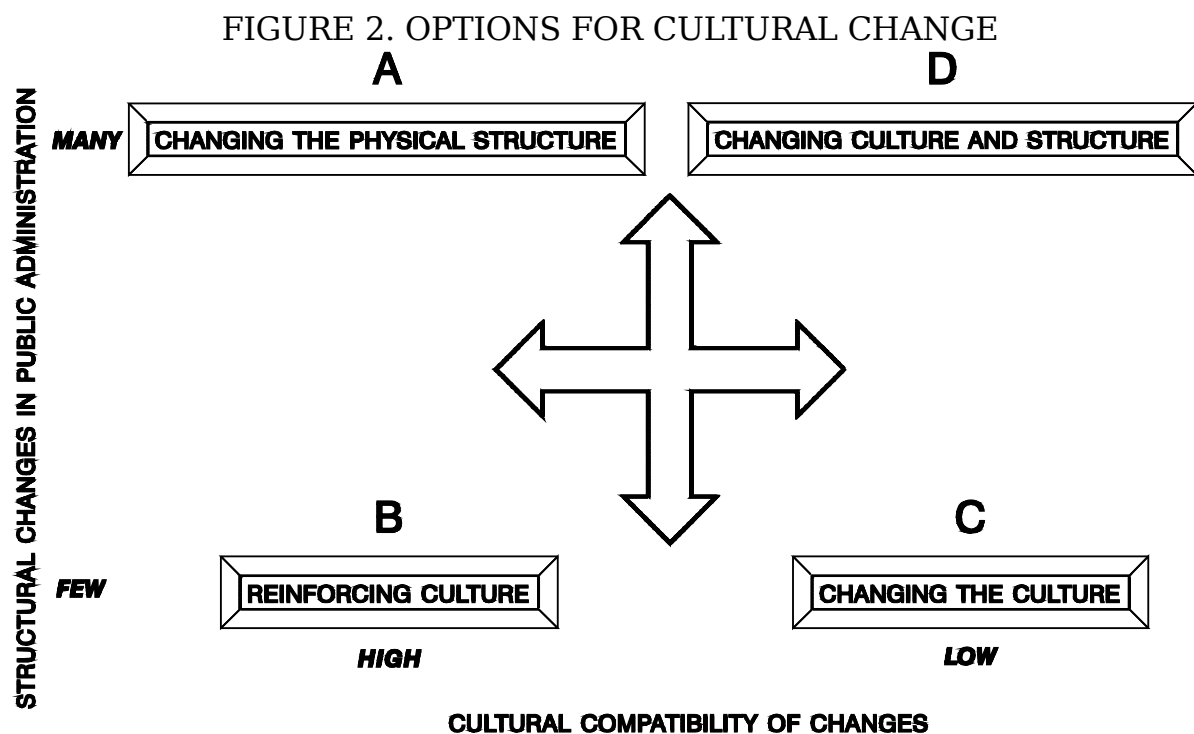 FIGURE 2. OPTIONS FOR CULTURAL CHANGE
A
D
STRUCTURAL CHANGES IN PUBLIC ADMINISTRATION
MANY
CHANGING THE PHYSICAL STRUCTURE
CHANGING CULTURE AND STRUCTURE
B
C
FEW
REINFORCING CULTURE
CHANGING THE CULTURE
HIGH
LOW
CULTURAL COMPATIBILITY OF CHANGES